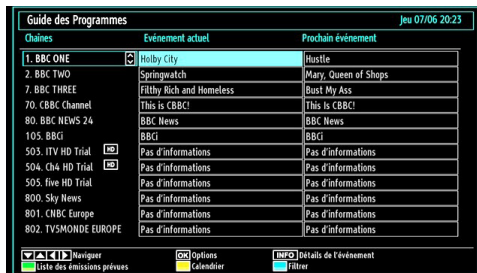 Guide des Programmes Jeu 07/06 20:23
Chaînes Evénement actuel Prochain événement
1. BBC ONE Holby City Hustle
2. BBC TWO Springwatch Mary, Queen of Shops
7. BBC THREE Filthy Rich and Homeless Bust My Ass
70. CBBC Channel This is CBBC! This Is CBBC!
80. BBC NEWS 24 BBC News BBC News
105. BBCi BBCi BBCi
503. ITV HD Trial HD Pas d'informations Pas d'informations
504. Ch4 HD Trial HD Pas d'informations Pas d'informations
505. five HD Trial Pas d'informations Pas d'informations
800. Sky News Pas d'informations Pas d'informations
801. CNBC Europe Pas d'informations Pas d'informations
802. TV5MONDE EUROPE Pas d'informations Pas d'informations
Naviguer OK Options INFO Détails de l'événement
Liste des émissions prévues Calendrier Filtrer